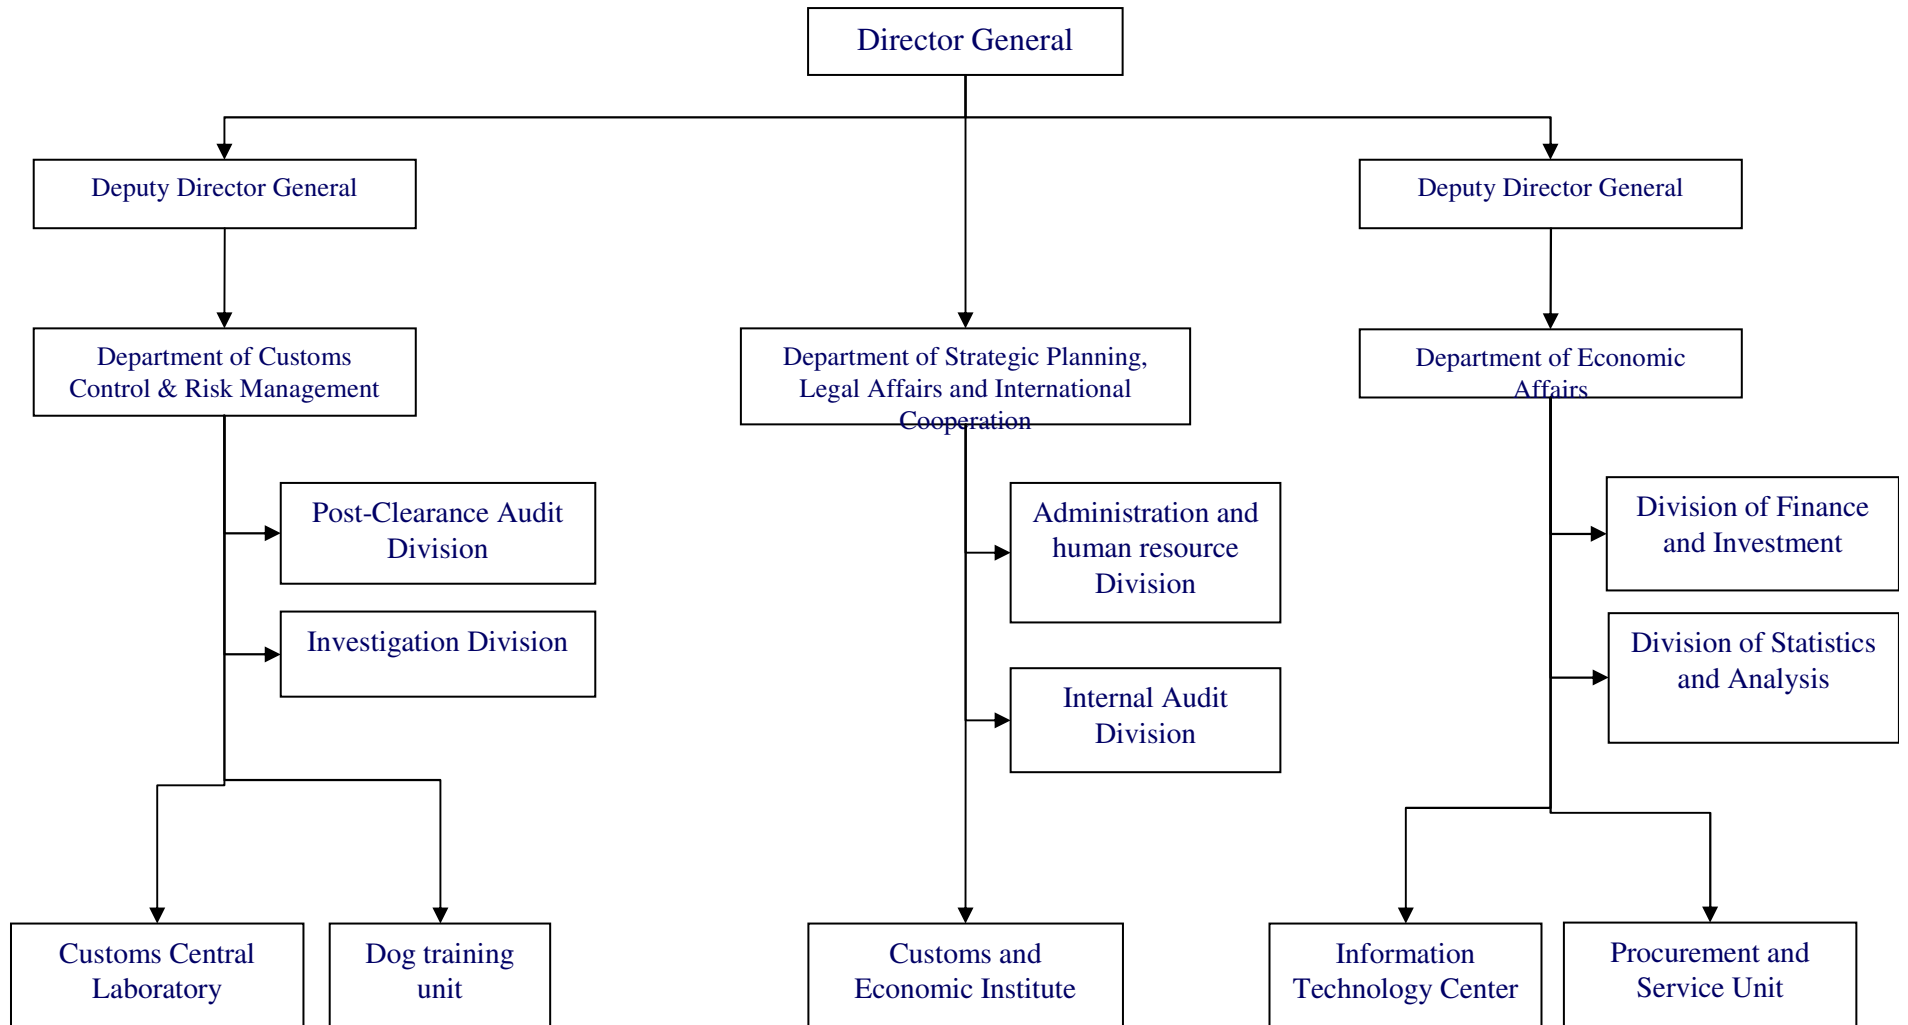 Director General
Deputy Director General
Deputy Director General
Department of Customs
Control & Risk Management
Department of Strategic Planning,
Legal Affairs and International
Cooperation
Department of Economic
Affairs
Post-Clearance Audit
Division
Administration and
human resource
Division
Division of Finance
and Investment
Investigation Division
Internal Audit
Division
Division of Statistics
and Analysis
Customs Central
Laboratory
Dog training
unit
Customs and
Economic Institute
Information
Technology Center
Procurement and
Service Unit